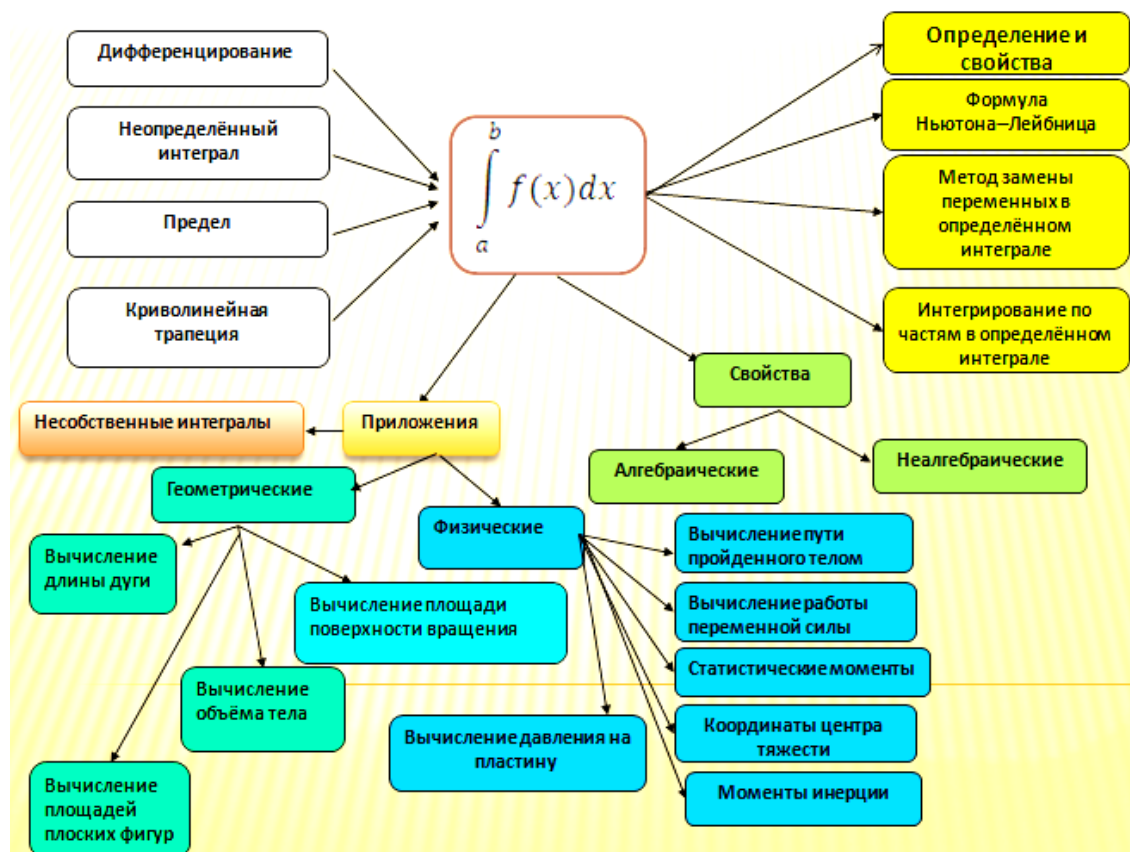 Дифференцирование
Неопределённый
интеграл
Предел
Криволинейная
трапеция
b
∫ f(x)dx
a
Определение и
свойства
Формула
Ньютона–Лейбница
Метод замены
переменных в
определённом
интеграле
Интегрирование по
частям в определённом
интеграле
Свойства
Алгебраические
Неалгебраические
Несобственные интегралы
Приложения
Геометрические
Физические
Вычисление
длины дуги
Вычисление площади
поверхности вращения
Вычисление
объёма тела
Вычисление
площадей
плоских фигур
Вычисление пути
пройденного телом
Вычисление работы
переменной силы
Статистические моменты
Координаты центра
тяжести
Моменты инерции
Вычисление давления на
пластину